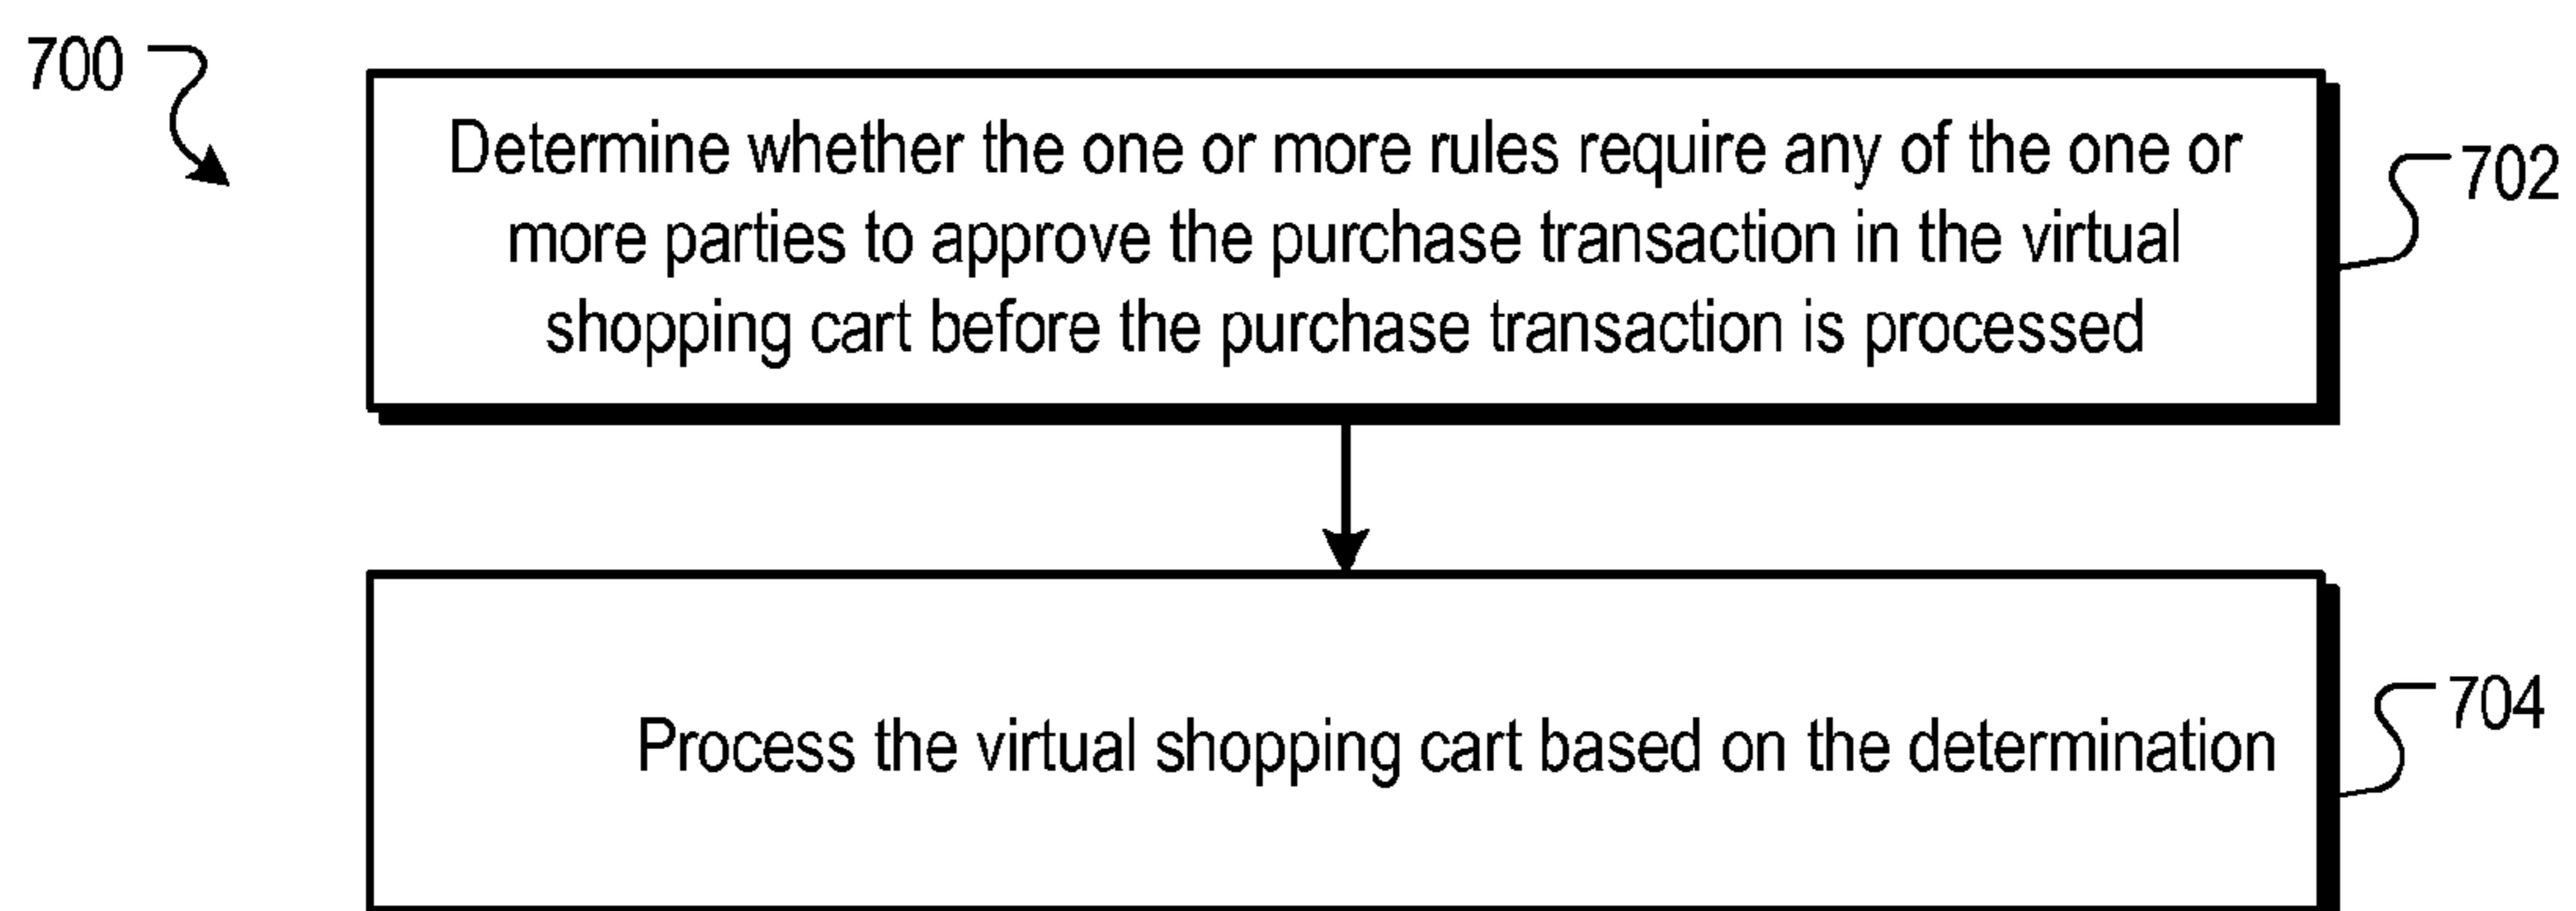 700
Determine whether the one or more rules require any of the one or
more parties to approve the purchase transaction in the virtual
shopping cart before the purchase transaction is processed
702
Process the virtual shopping cart based on the determination
704